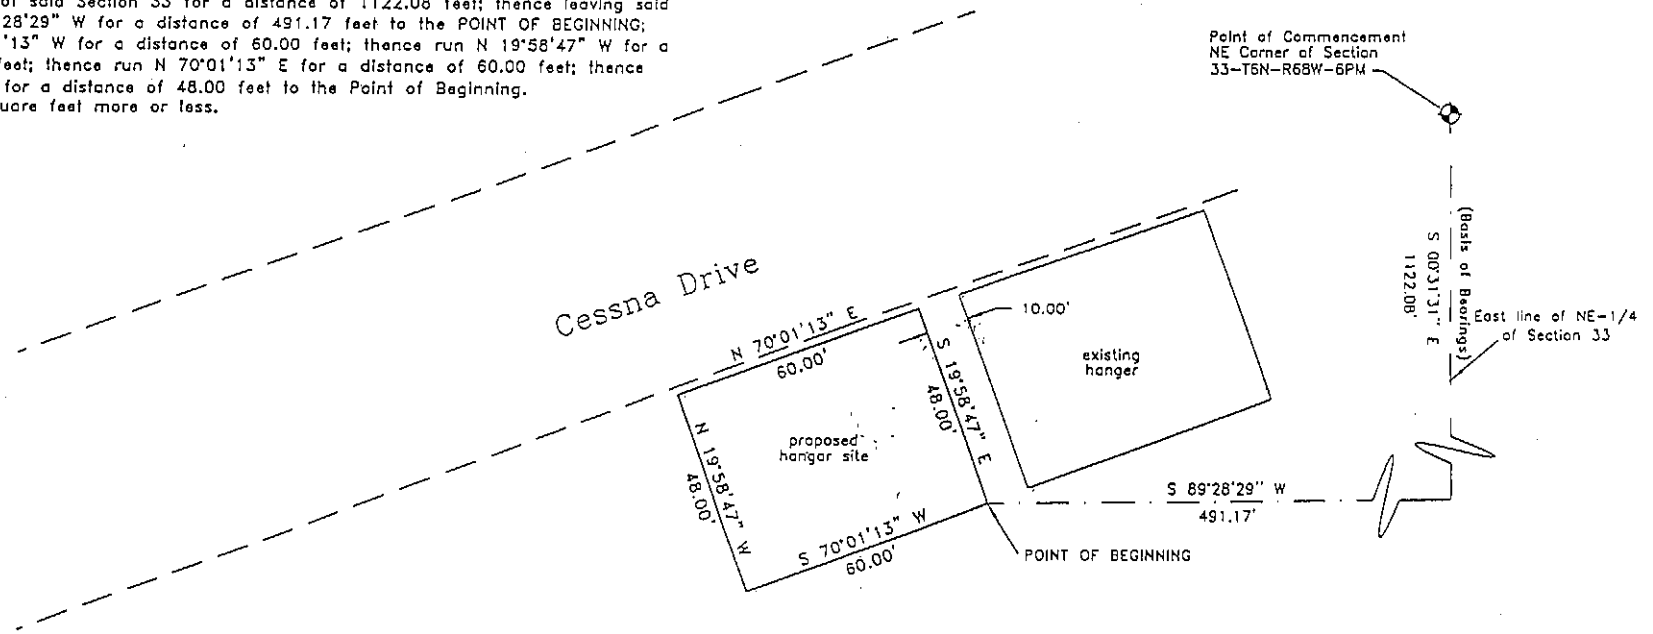 of said Section 33 for a distance of 1122.08 feet; thence leaving said
28°29" W for a distance of 491.17 feet to the POINT OF BEGINNING;
'13" W for a distance of 60.00 feet; thence run N 19°58'47" W for a
feet; thence run N 70°01'13" E for a distance of 60.00 feet; thence
for a distance of 48.00 feet to the Point of Beginning.
uare feet more or less.
Point of Commencement
NE Corner of Section
33-T6N-R68W-6PM
(Basis of Bearings)
S 00°31'31" E
1122.08'
East line of NE-1/4
of Section 33
Cessna Drive
N 70°01'13" E
60.00'
10.00'
existing
hanger
S 19°58'47" E
48.00'
proposed
hangar site
N 19°58'47" W
48.00'
S 70°01'13" W
60.00'
S 89°28'29" W
491.17'
POINT OF BEGINNING